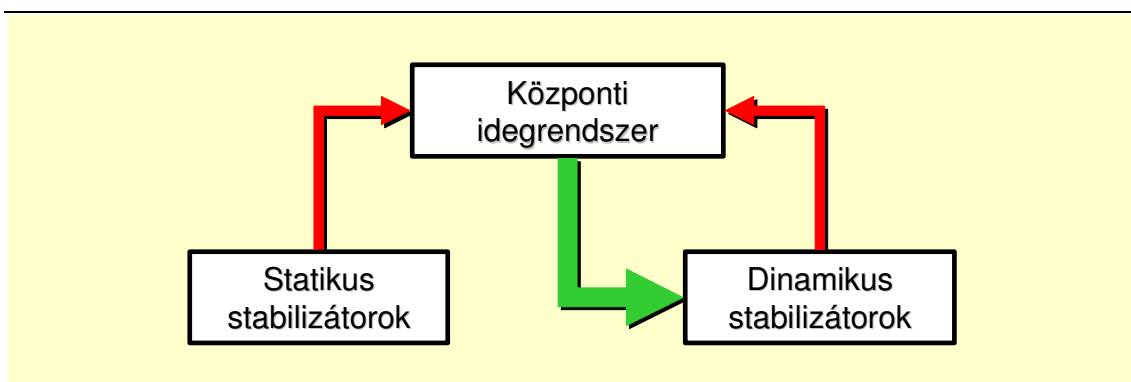 Központi
idegrendszer
Statikus
stabilizátorok
Dinamikus
stabilizátorok